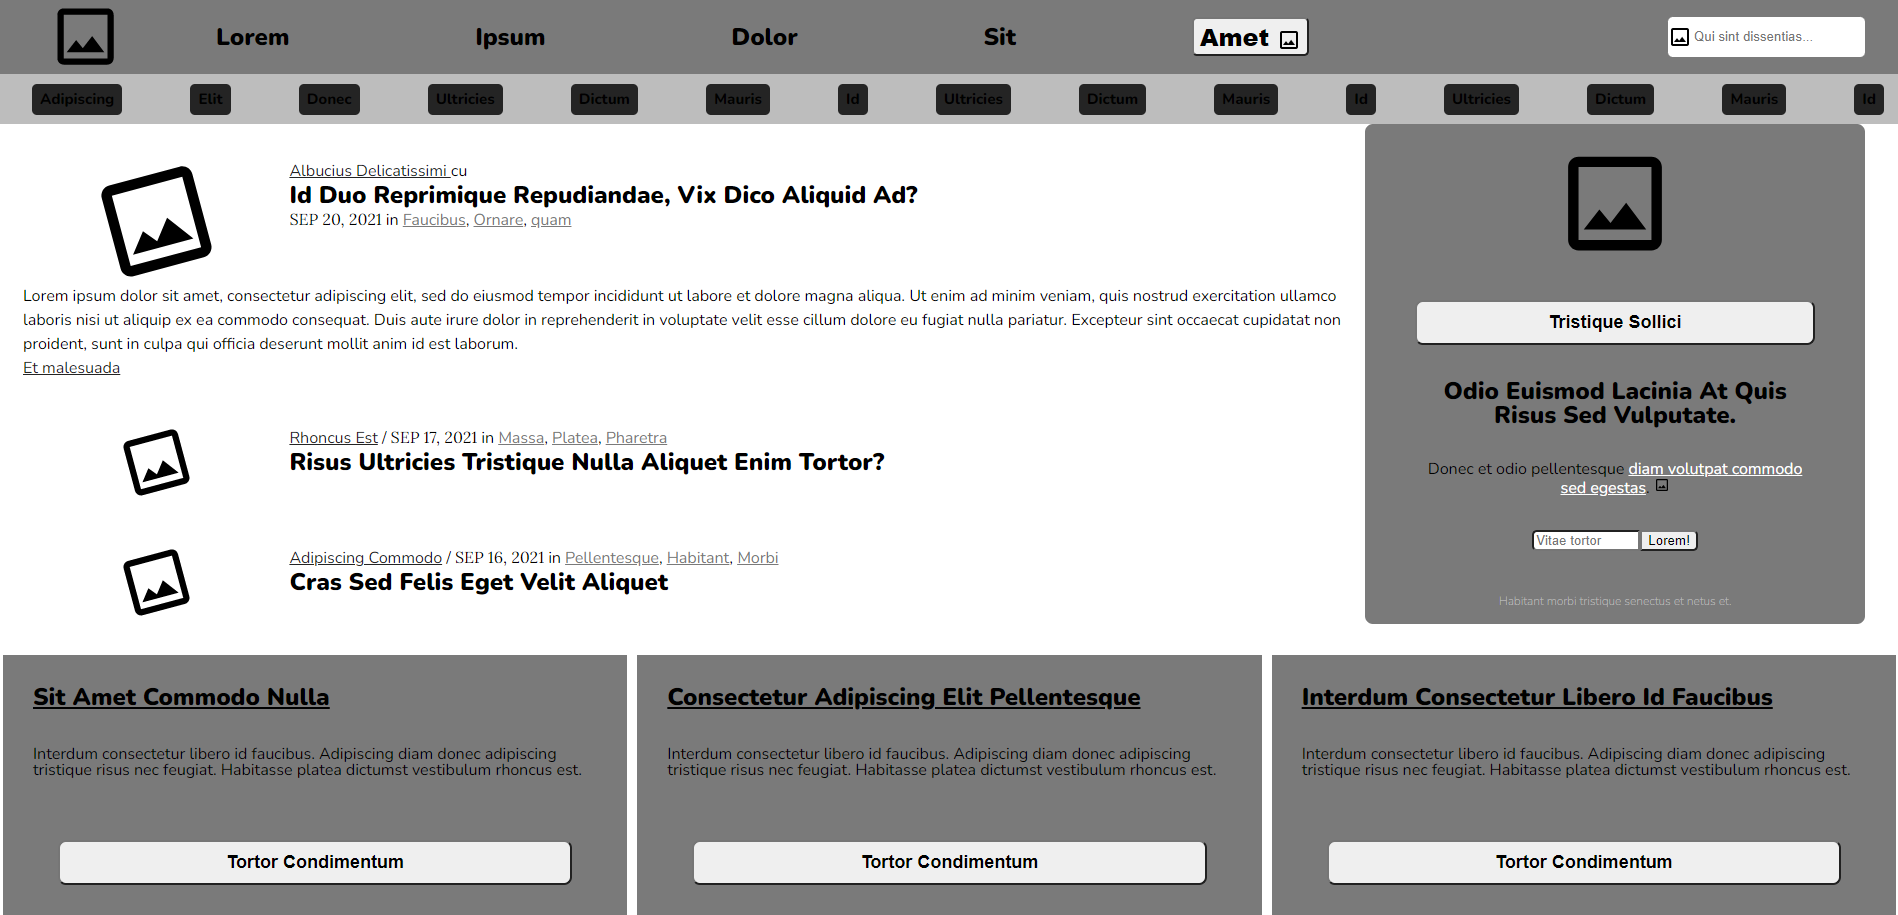 Lorem Ipsum Dolor Sit Amet Qui sint dissentias...
Adipiscing Elit Donec Ultricies Dictum Mauris Id Ultricies Dictum Mauris Id Ultricies Dictum Mauris Id
Albucius Delicatissimi cu
Id Duo Reprimique Repudiandae, Vix Dico Aliquid Ad?
SEP 20, 2021 in Faucibus, Ornare, quam
Lorem ipsum dolor sit amet, consectetur adipiscing elit, sed do eiusmod tempor incididunt ut labore et dolore magna aliqua. Ut enim ad minim veniam, quis nostrud exercitation ullamco
laboris nisi ut aliquip ex ea commodo consequat. Duis aute irure dolor in reprehenderit in voluptate velit esse cillum dolore eu fugiat nulla pariatur. Excepteur sint occaecat cupidatat non
proident, sunt in culpa qui officia deserunt mollit anim id est laborum.
Et malesuada
Rhoncus Est / SEP 17, 2021 in Massa, Platea, Pharetra
Risus Ultricies Tristique Nulla Aliquet Enim Tortor?
Adipiscing Commodo / SEP 16, 2021 in Pellentesque, Habitant, Morbi
Cras Sed Felis Eget Velit Aliquet
Tristique Sollici
Odio Euismod Lacinia At Quis
Risus Sed Vulputate.
Donec et odio pellentesque diam volutpat commodo
sed egestas.
Vitae tortor Lorem!
Habitant morbi tristique senectus et netus et.
Sit Amet Commodo Nulla
Interdum consectetur libero id faucibus. Adipiscing diam donec adipiscing
tristique risus nec feugiat. Habitasse platea dictumst vestibulum rhoncus est.
Tortor Condimentum
Consectetur Adipiscing Elit Pellentesque
Interdum consectetur libero id faucibus. Adipiscing diam donec adipiscing
tristique risus nec feugiat. Habitasse platea dictumst vestibulum rhoncus est.
Tortor Condimentum
Interdum Consectetur Libero Id Faucibus
Interdum consectetur libero id faucibus. Adipiscing diam donec adipiscing
tristique risus nec feugiat. Habitasse platea dictumst vestibulum rhoncus est.
Tortor Condimentum